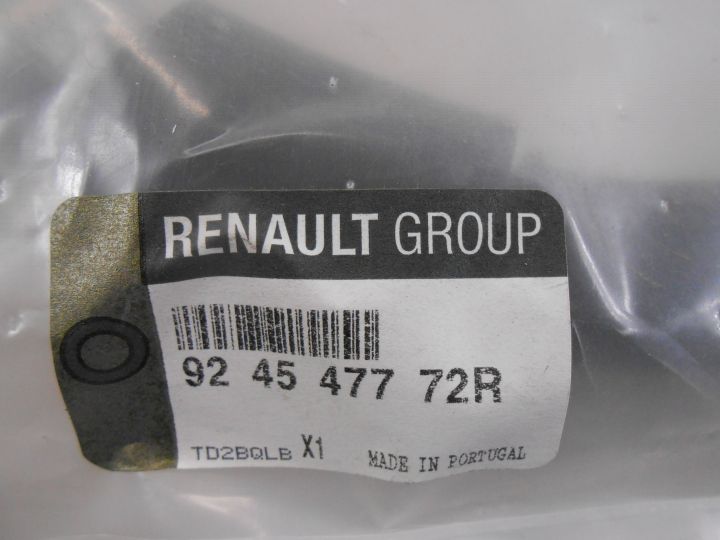 RENAULT GROUP
92 45 477 72R
TD2BQLB X1 MADE IN PORTUGAL